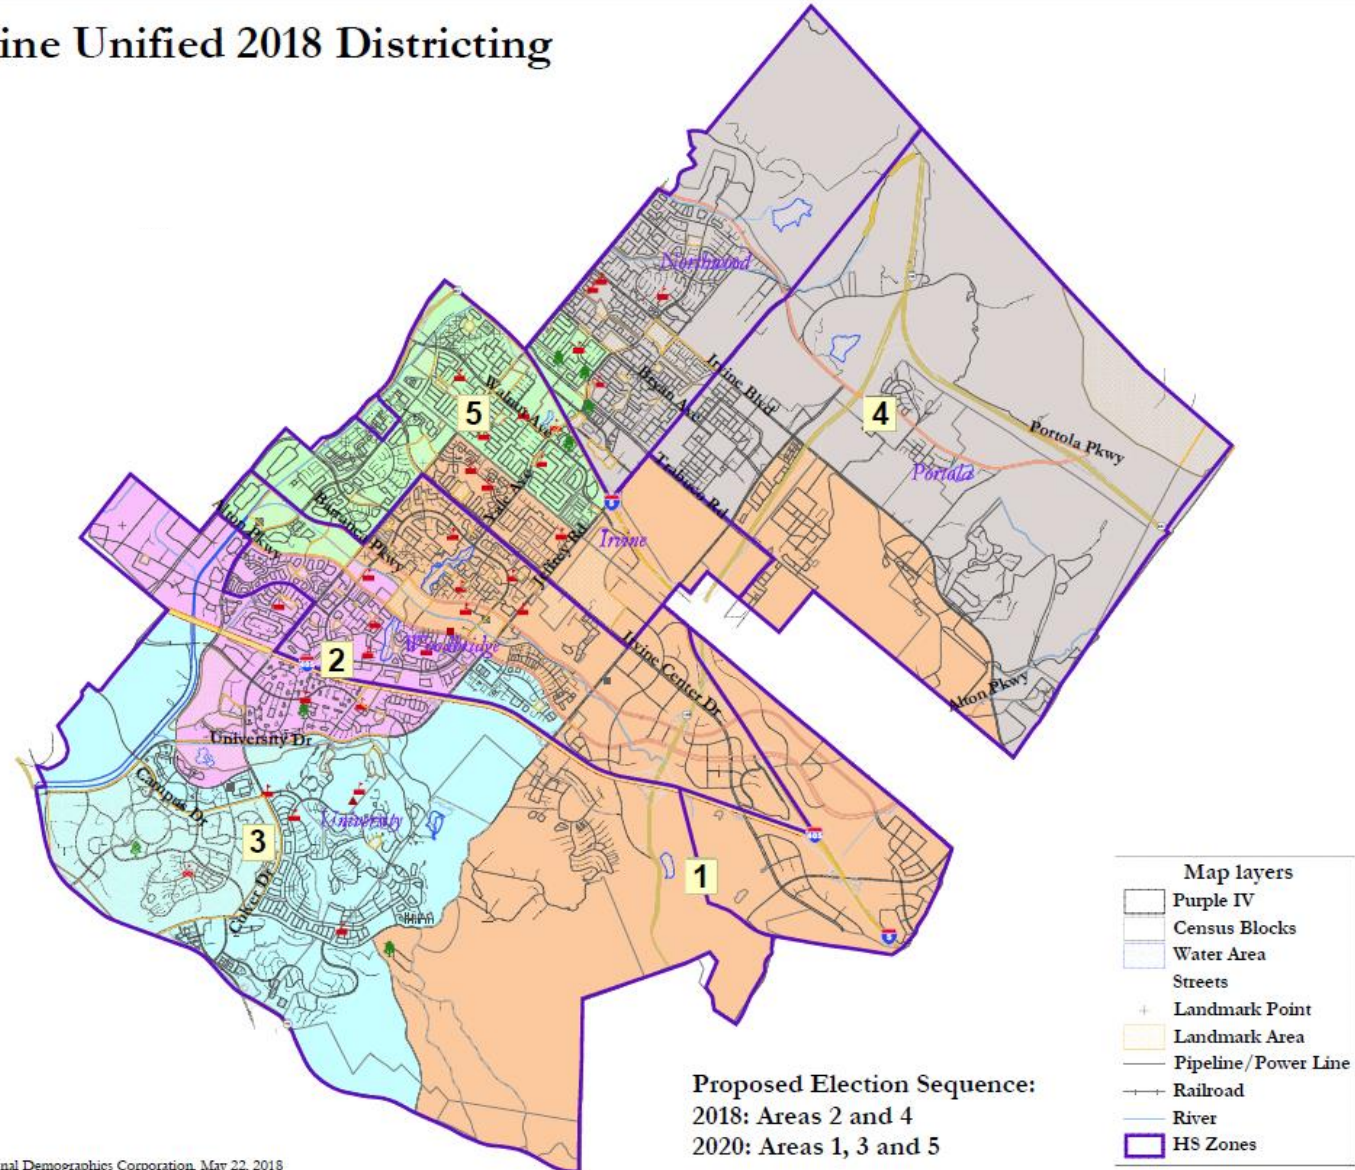 ine Unified 2018 Districting
Northwood
Irvine Blvd
Bryan Ave
Walnut Ave
5
4
Portola Pkwy
Portola
Trabuco Rd
Yale Ave
Barranca Pkwy
Alton Pkwy
Irvine
Jeffrey Rd
Woodbridge
2
Irvine Center Dr
Alton Pkwy
405
University Dr
Campus Dr
University
3
Culver Dr
405
1
Map layers
Purple IV
Census Blocks
Water Area
Streets
Landmark Point
Landmark Area
Pipeline/Power Line
Railroad
River
HS Zones
Proposed Election Sequence:
2018: Areas 2 and 4
2020: Areas 1, 3 and 5
nal Demographics Corporation, May 22, 2018